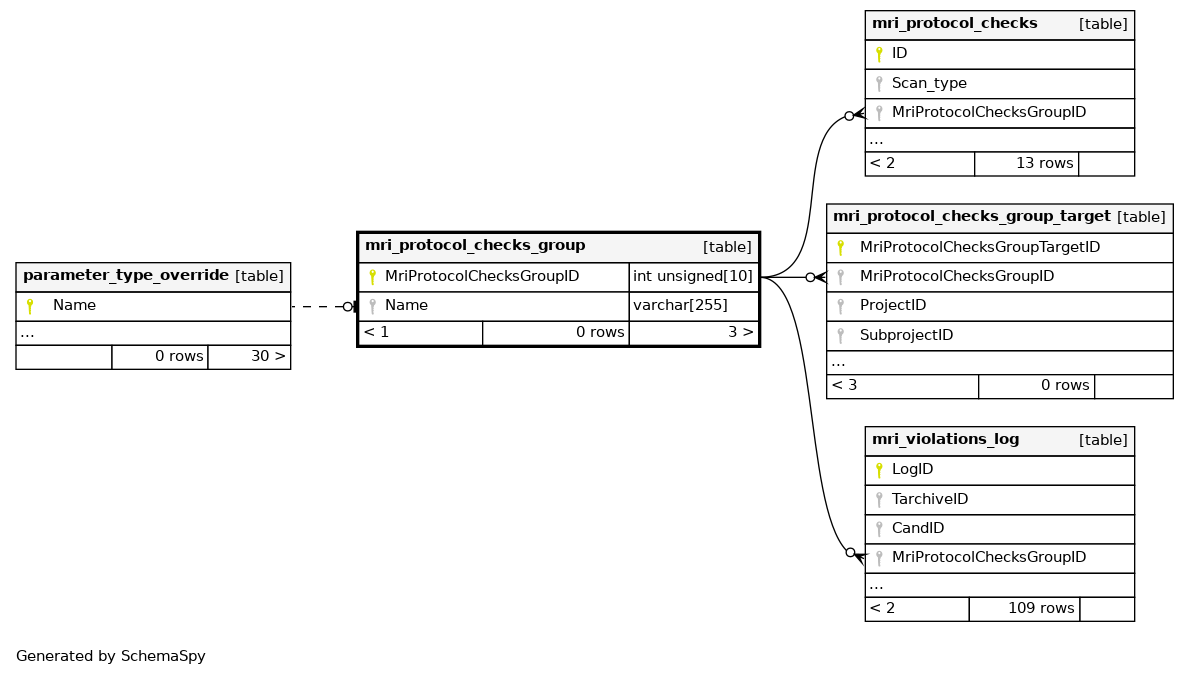 mri_protocol_checks [table]
ID
Scan_type
MriProtocolChecksGroupID
...
< 2 13 rows
mri_protocol_checks_group_target [table]
MriProtocolChecksGroupTargetID
MriProtocolChecksGroupID
ProjectID
SubprojectID
...
< 3 0 rows
mri_protocol_checks_group [table]
MriProtocolChecksGroupID int unsigned[10]
Name varchar[255]
< 1 0 rows 3 >
parameter_type_override [table]
Name
...
0 rows 30 >
mri_violations_log [table]
LogID
TarchiveID
CandID
MriProtocolChecksGroupID
...
< 2 109 rows
Generated by SchemaSpy